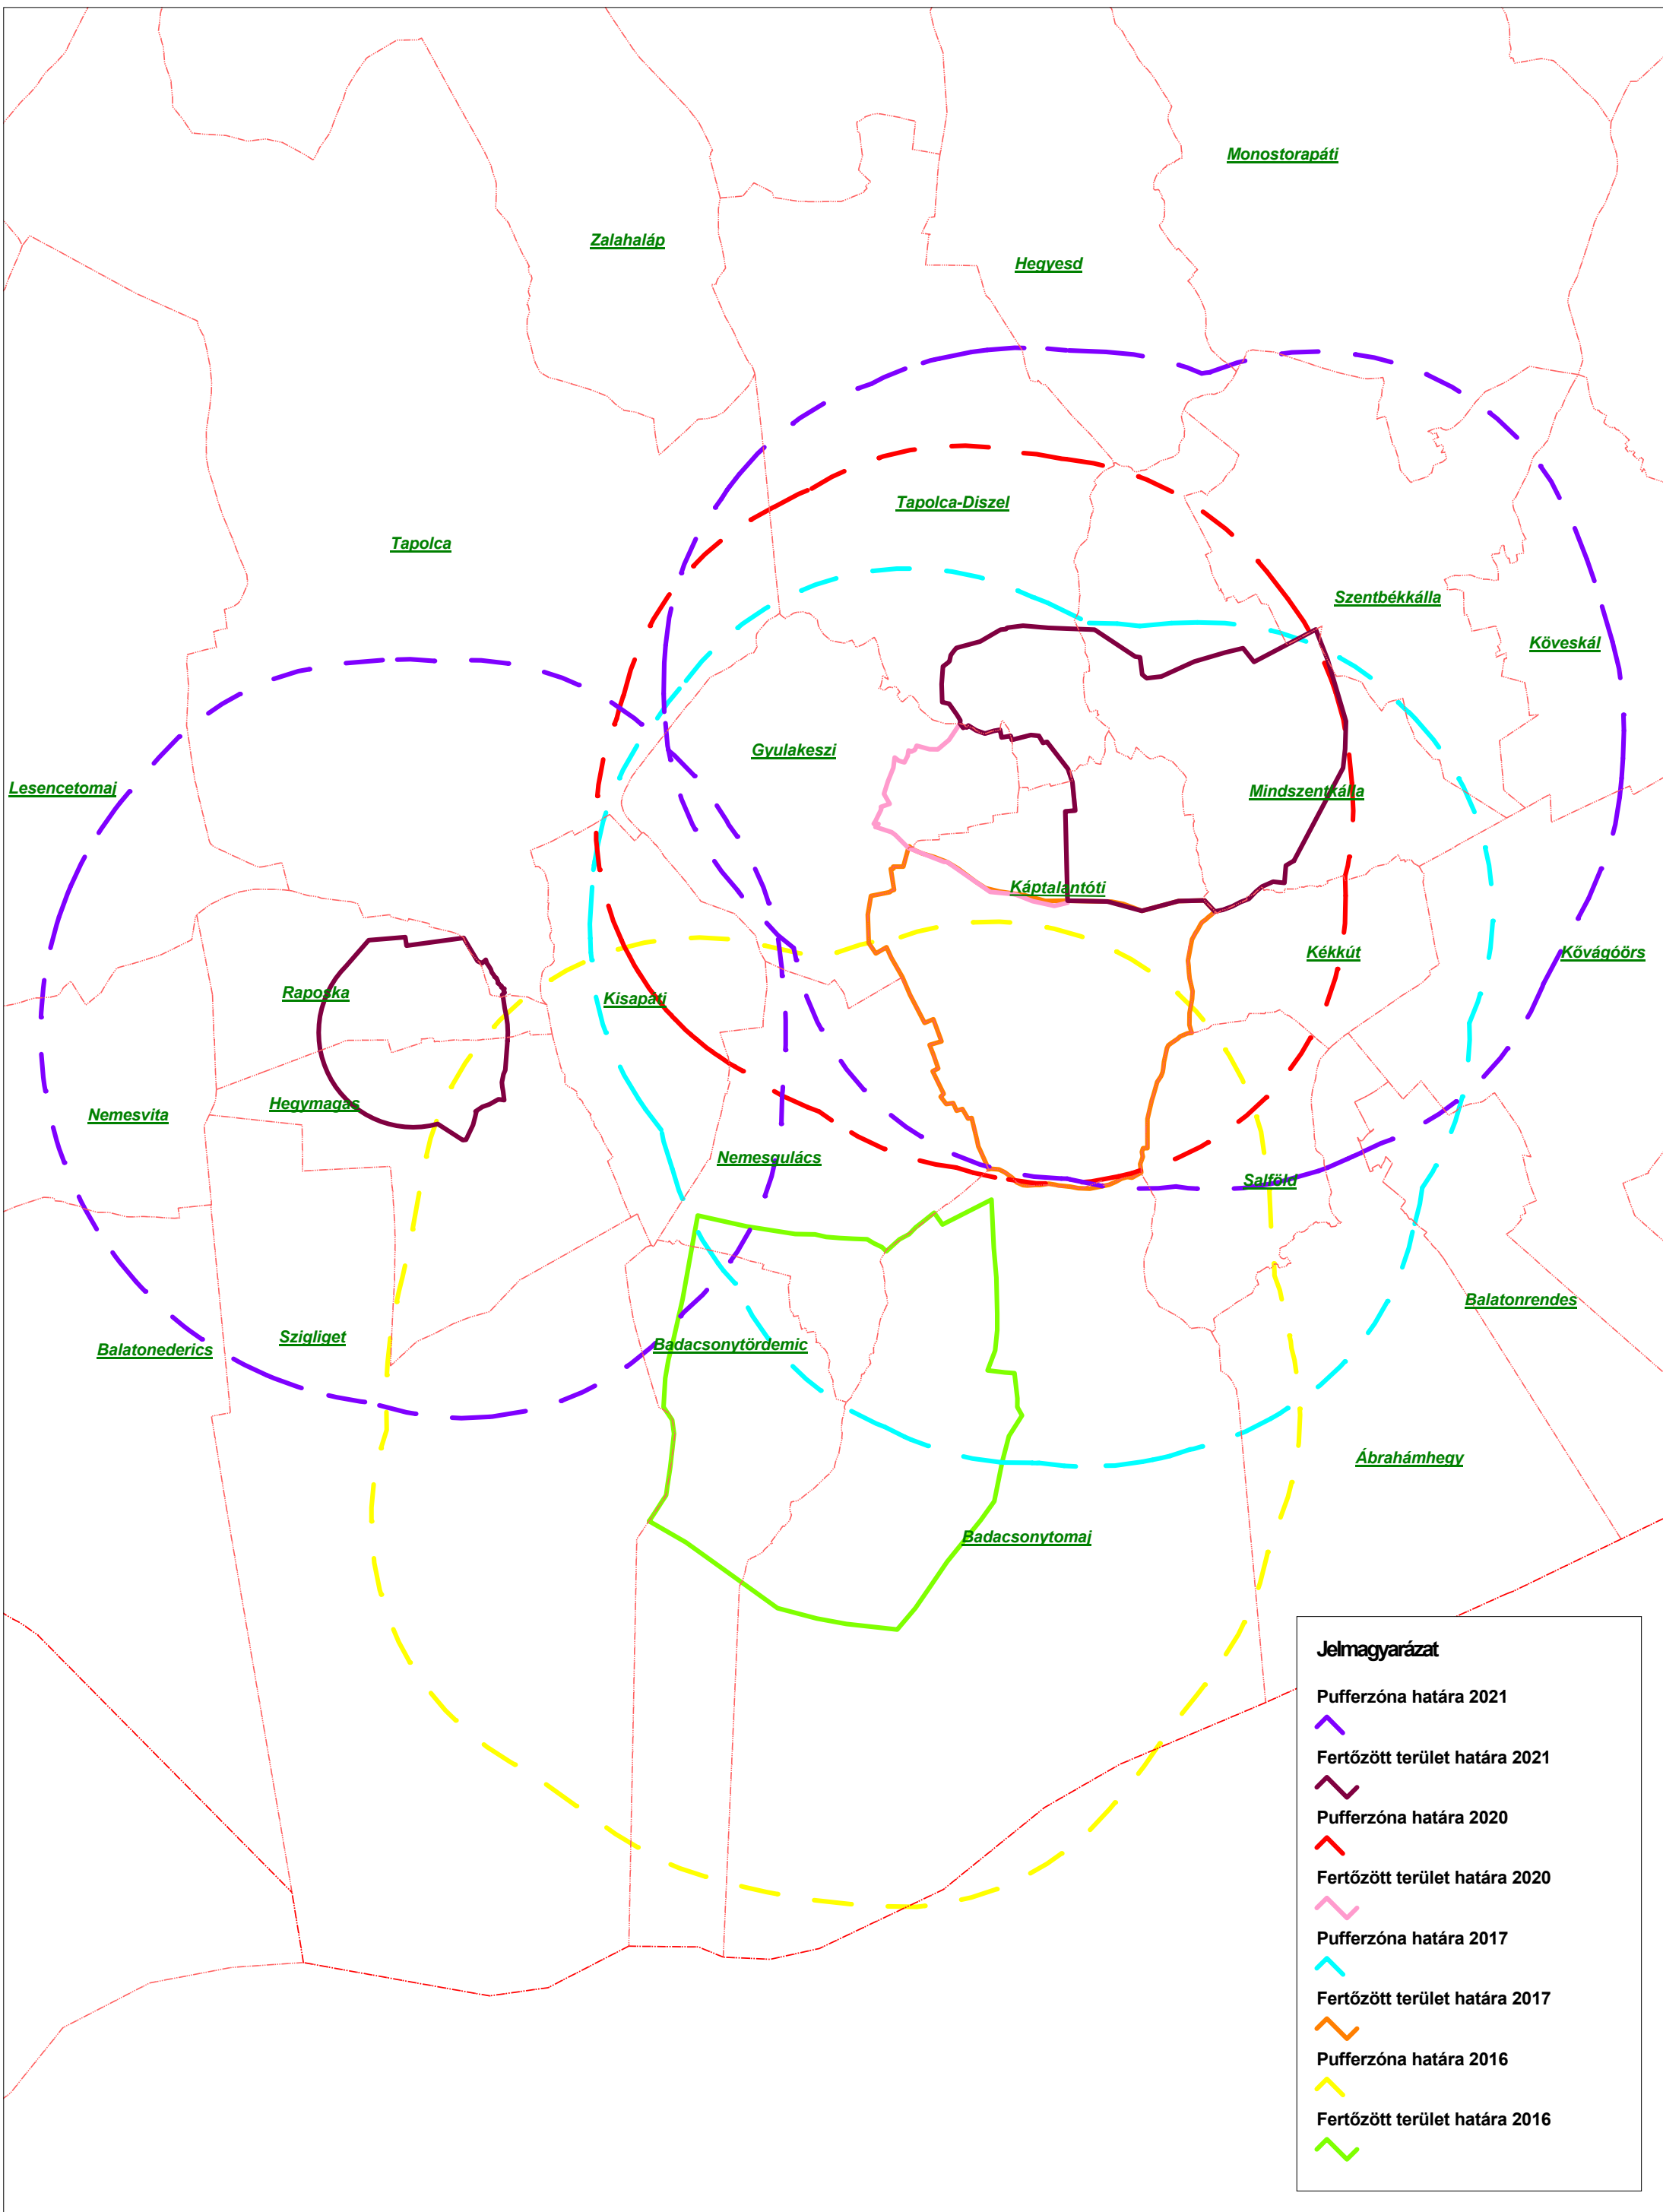 Monostorapáti
Zalahaláp
Hegyesd
Tapolca-Diszel
Tapolca
Szentbékkálla
Köveskál
Gyulakeszi
Lesencetomaj
Mindszentkálla
Káptalantóti
Kékkút
Kővágóörs
Raposka
Kisapáti
Hegymagas
Nemesvita
Nemesgulács
Salföld
Balatonrendes
Szigliget
Balatonederics
Badacsonytördemic
Ábrahámhegy
Badacsonytomaj
Jelmagyarázat
Pufferzóna határa 2021
Fertőzött terület határa 2021
Pufferzóna határa 2020
Fertőzött terület határa 2020
Pufferzóna határa 2017
Fertőzött terület határa 2017
Pufferzóna határa 2016
Fertőzött terület határa 2016